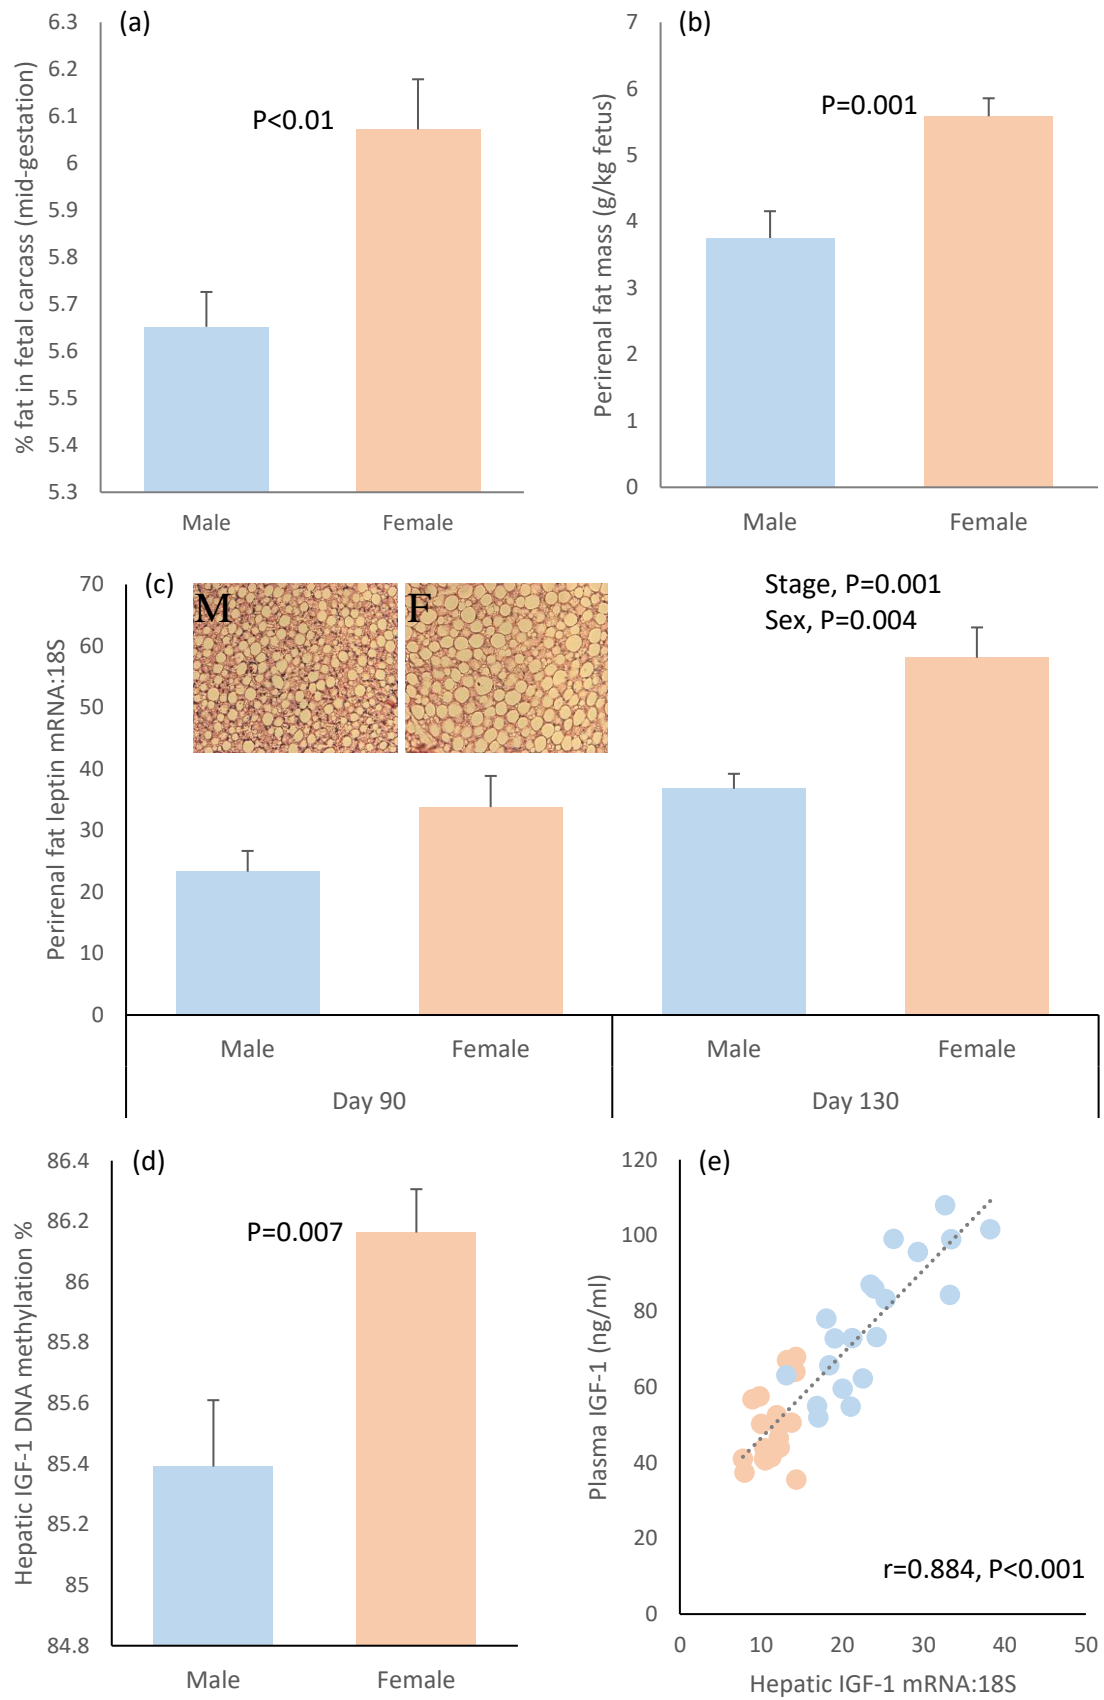 (a)
% fat in fetal carcass (mid-gestation)
6.3
6.2
6.1
6
5.9
5.8
5.7
5.6
5.5
5.4
5.3
P<0.01
Male
Female
(b)
Perirenal fat mass (g/kg fetus)
7
6
5
4
3
2
1
0
P=0.001
Male
Female
(c)
Perirenal fat leptin mRNA:18S
70
60
50
40
30
20
10
0
M
F
Stage, P=0.001
Sex, P=0.004
Male
Female
Male
Female
Day 90
Day 130
(d)
Hepatic IGF-1 DNA methylation %
86.4
86.2
86
85.8
85.6
85.4
85.2
85
84.8
P=0.007
Male
Female
(e)
Plasma IGF-1 (ng/ml)
120
100
80
60
40
20
0
r=0.884, P<0.001
0
10
20
30
40
50
Hepatic IGF-1 mRNA:18S